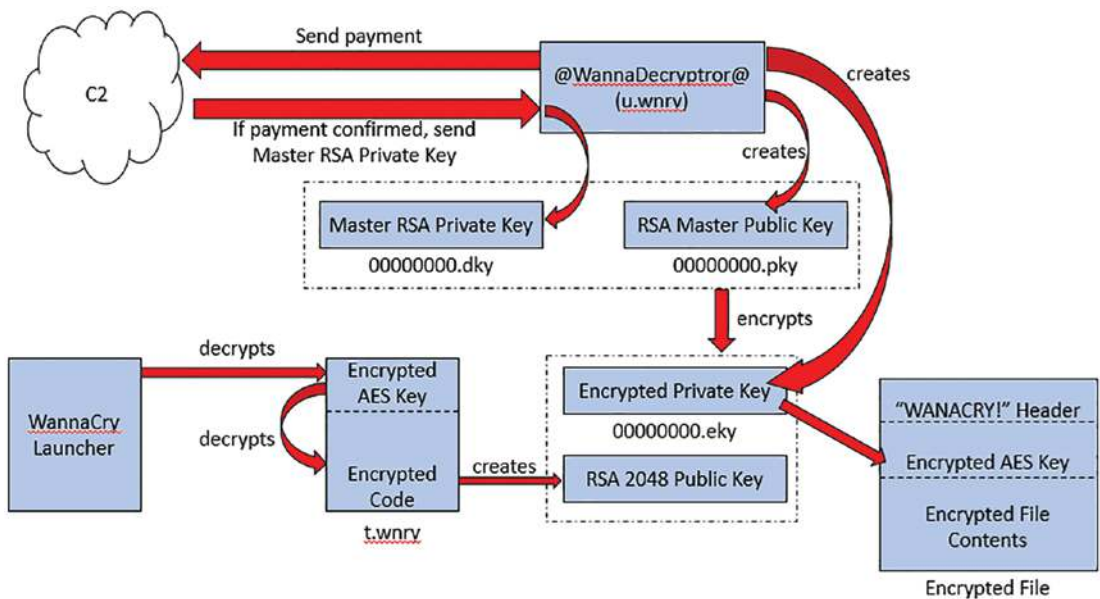 Send payment
C2
@WannaDecryptror@
(u.wnrv)
creates
If payment confirmed, send
Master RSA Private Key
creates
Master RSA Private Key
RSA Master Public Key
00000000.dky
00000000.pky
encrypts
decrypts
WannaCry
Launcher
Encrypted
AES Key
decrypts
Encrypted
Code
t.wnrv
creates
Encrypted Private Key
00000000.eky
RSA 2048 Public Key
“WANACRY!” Header
Encrypted AES Key
Encrypted File
Contents
Encrypted File